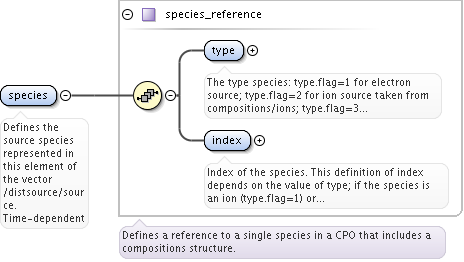 species_reference
type
The type species: type.flag=1 for electron
source; type.flag=2 for ion source taken from
compositions/ions; type.flag=3...
species
Defines the
source species
represented in
this element of
the vector
/distsource/sour
ce.
Time-dependent
index
Index of the species. This definition of index
depends on the value of type; if the species is
an ion (type.flag=1) or...
Defines a reference to a single species in a CPO that includes a
compositions structure.